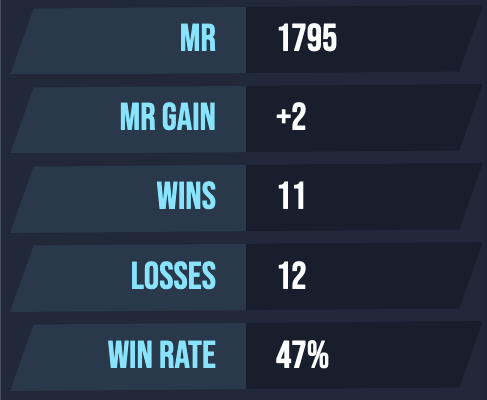 MR 1795
MR GAIN +2
WINS 11
LOSSES 12
WIN RATE 47%